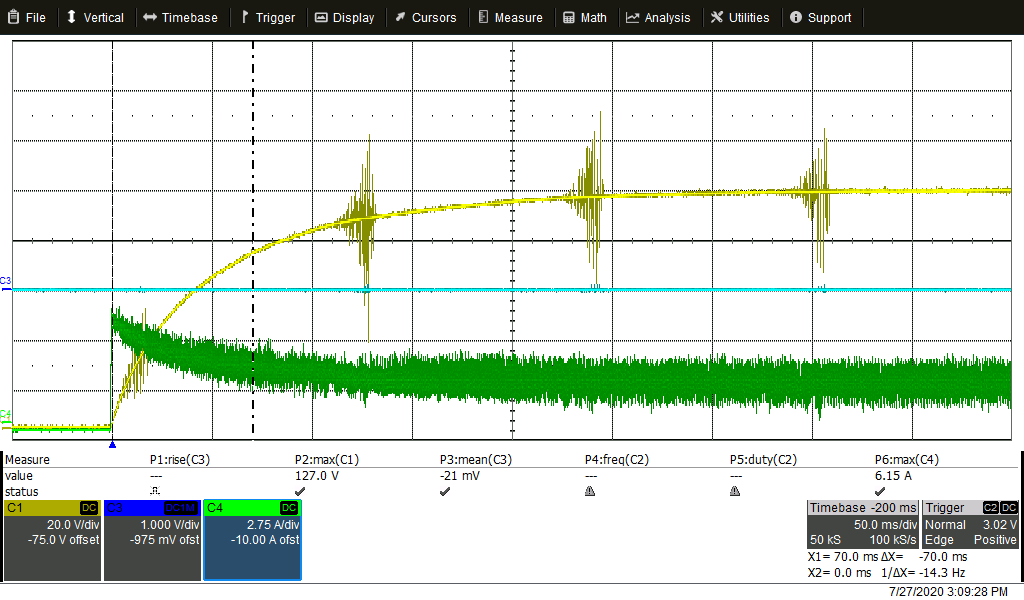 File Vertical Timebase Trigger Display Cursors Measure Math Analysis Utilities Support
C3
C4
Measure P1:rise(C3) P2:max(C1) P3:mean(C3) P4:freq(C2) P5:duty(C2) P6:max(C4)
value --- 127.0 V -21 mV --- --- 6.15 A
status
C1 DC C3 DC1M C4 DC Timebase -200 ms Trigger C2 DC
20.0 V/div 1.000 V/div 2.75 A/div 50.0 ms/div Normal 3.02 V
-75.0 V offset -975 mV ofst -10.00 A ofst 50 kS 100 kS/s Edge Positive
X1= 70.0 ms ΔX= -70.0 ms
X2= 0.0 ms 1/ΔX= -14.3 Hz
7/27/2020 3:09:28 PM